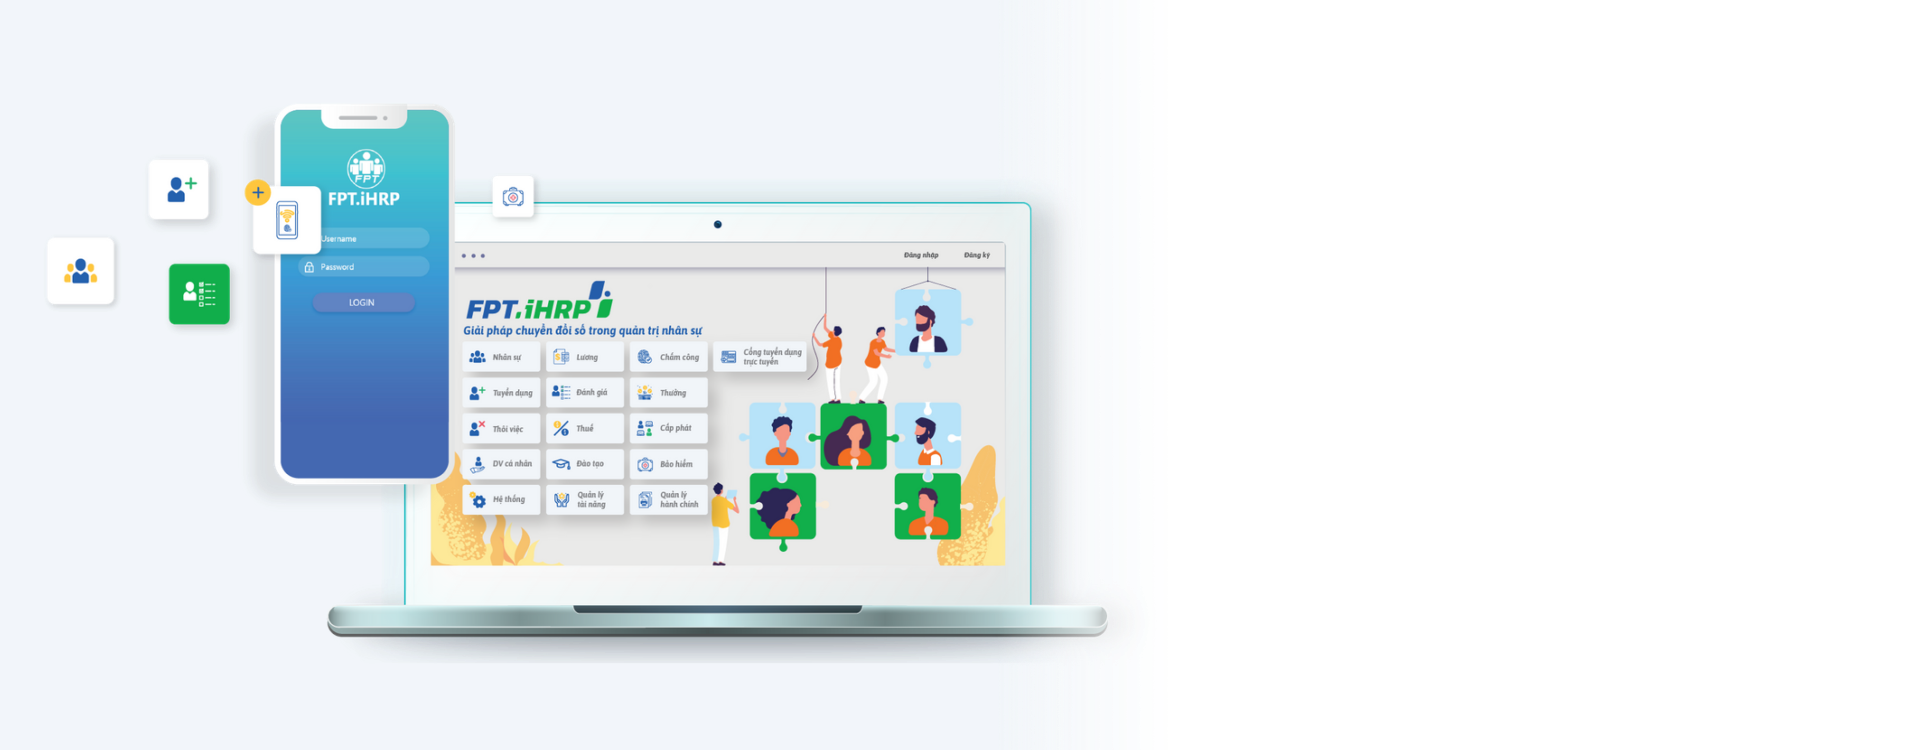 FPT
FPT.iHRP
Username
Password
LOGIN
Đăng nhập
Đăng ký
FPT.iHRP
Giải pháp chuyển đổi số trong quản trị nhân sự
Nhân sự
Lương
Chấm công
Cổng tuyển dụng
trực tuyến
Tuyển dụng
Đánh giá
Thưởng
Thôi việc
Thuế
Cấp phát
DV cá nhân
Đào tạo
Bảo hiểm
Hệ thống
Quản lý
tài năng
Quản lý
hành chính